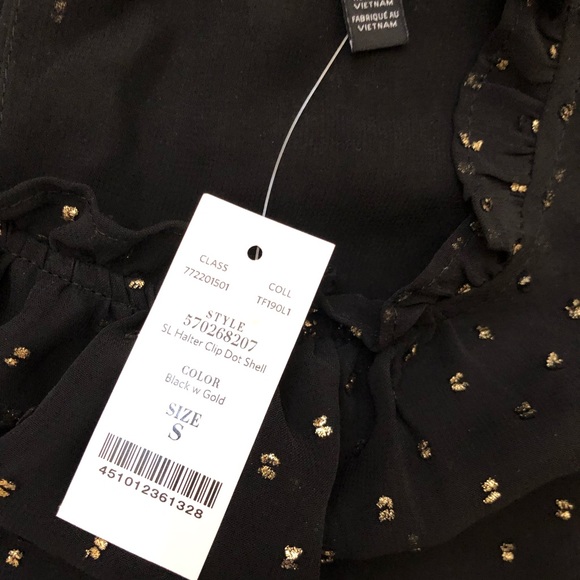 VIETNAM
FABRIQUÉ AU
VIETNAM
CLASS
772201501
COLL
TF190L1
STYLE
570268207
SL Halter Clip Dot Shell
COLOR
Black w Gold
SIZE
S
451012361328